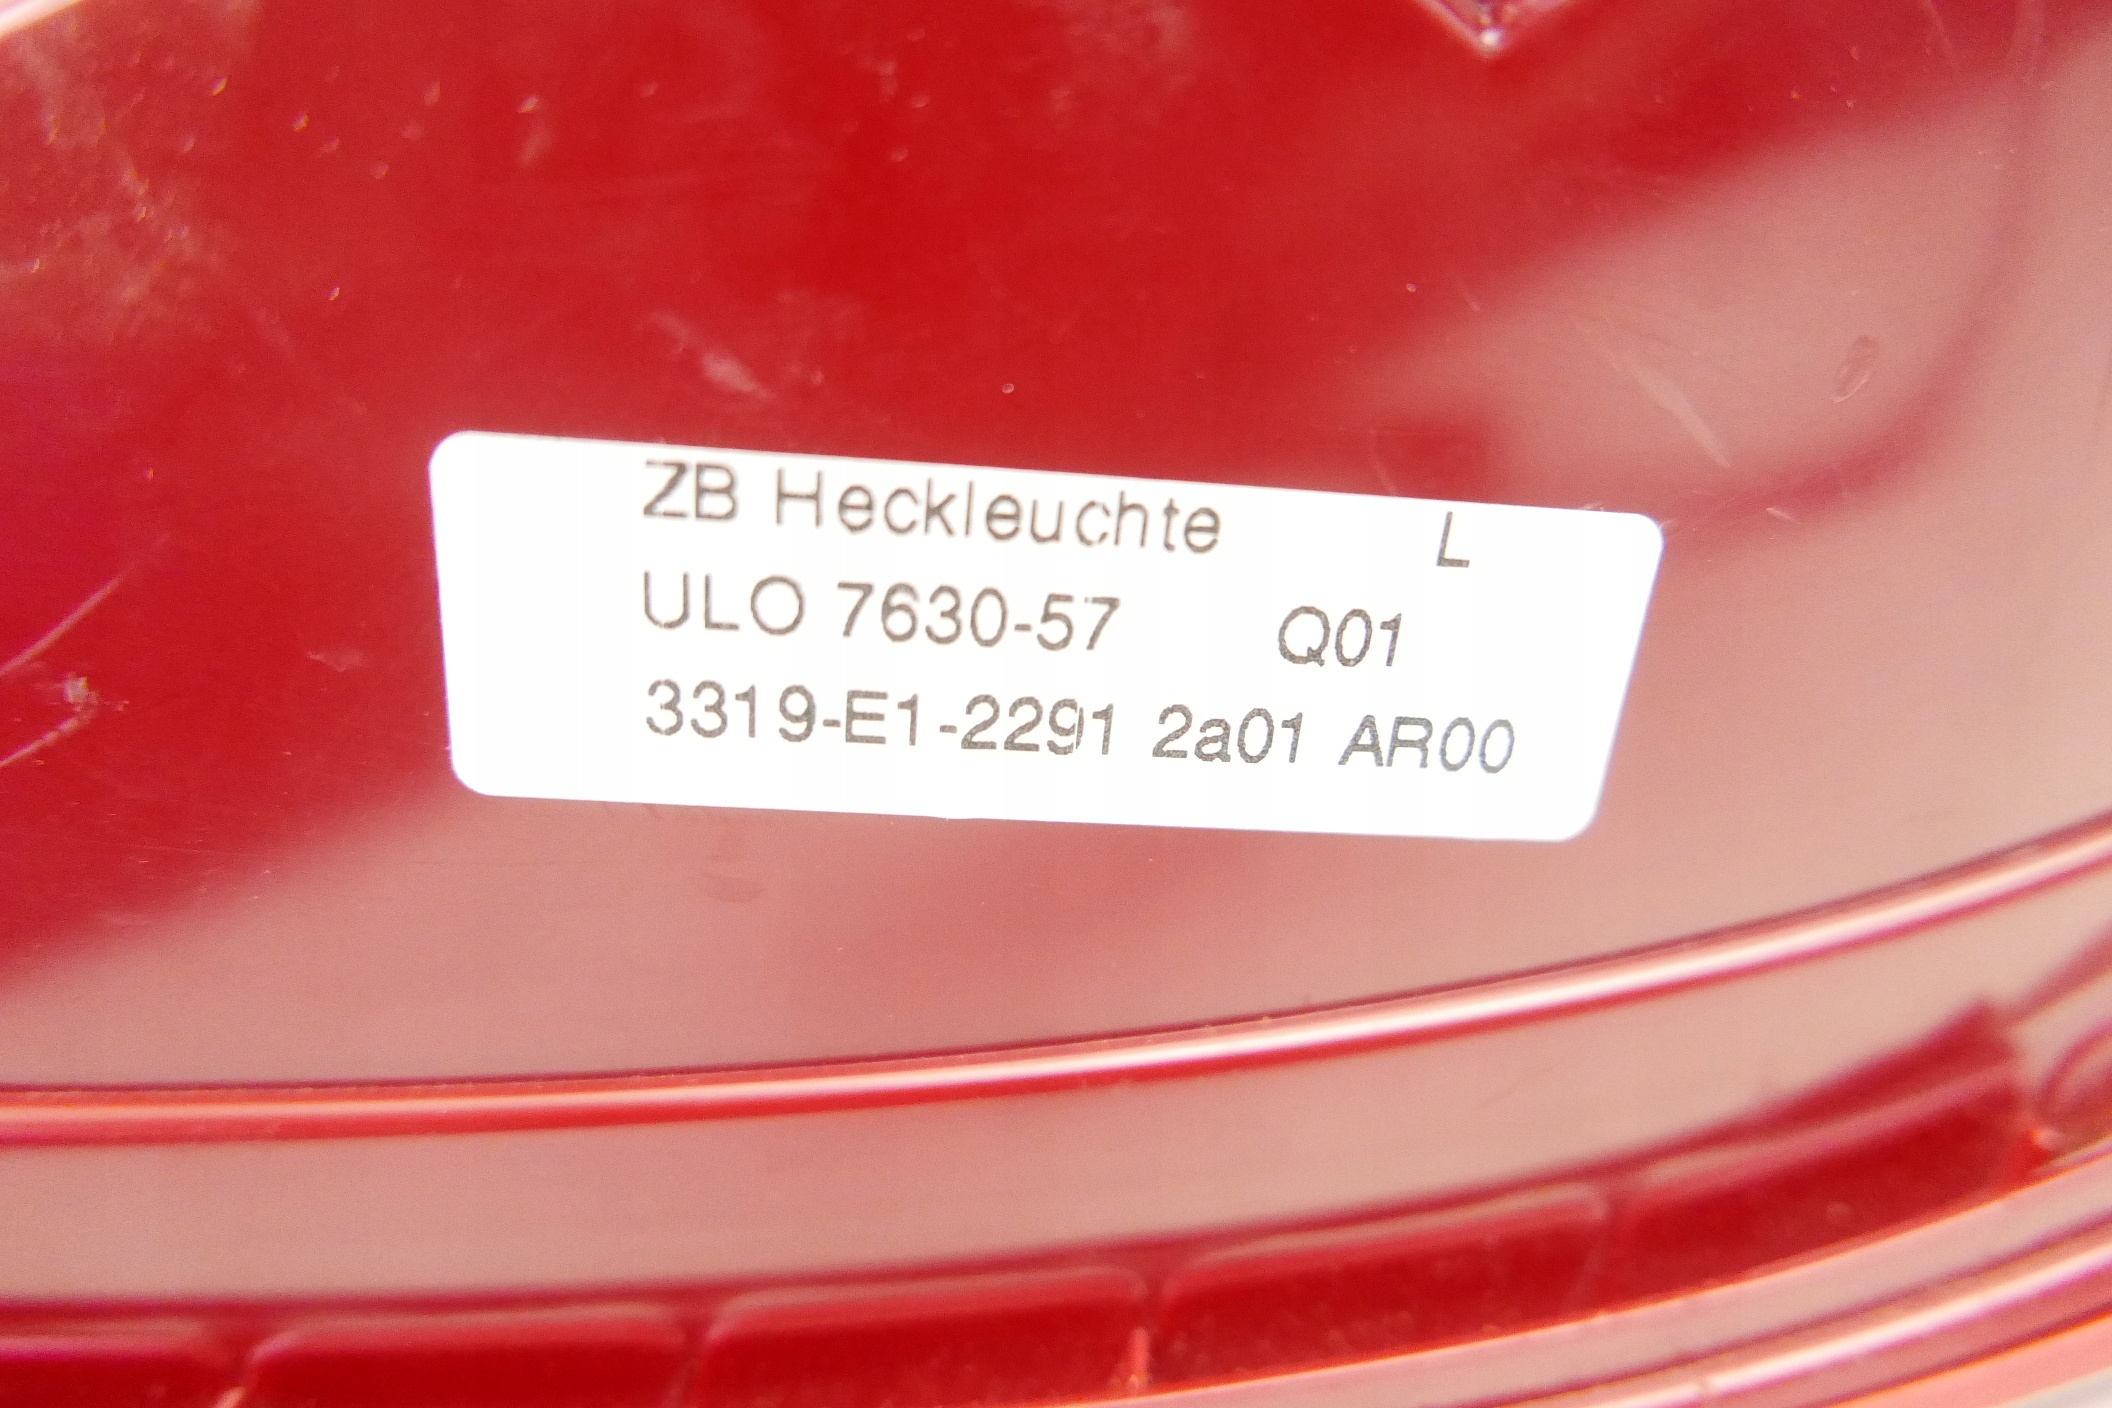 ZB Heckleuchte L
ULO 7630-57 Q01
3319-E1-2291 2a01 AR00